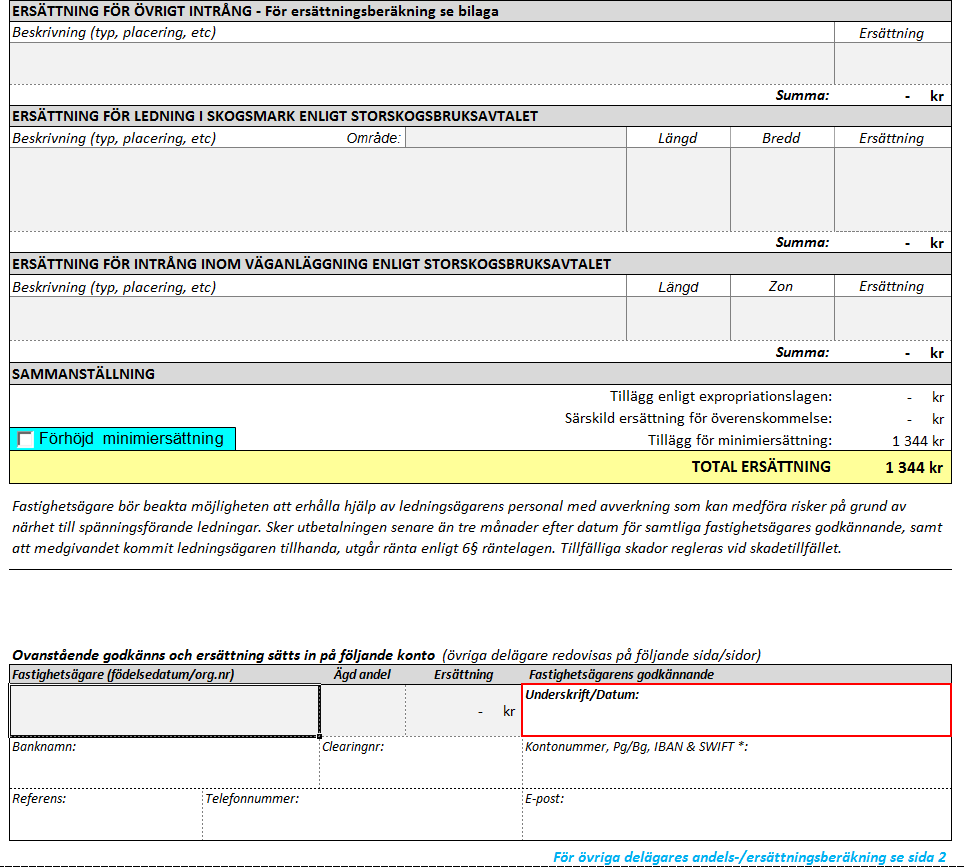 ERSÄTTNING FÖR ÖVRIGT INTRÅNG - För ersättningsberäkning se bilaga
Beskrivning (typ, placering, etc) Ersättning
Summa: - kr
ERSÄTTNING FÖR LEDNING I SKOGSMARK ENLIGT STORSKOGSBRUKSAVTALET
Beskrivning (typ, placering, etc) Område: Längd Bredd Ersättning
Summa: - kr
ERSÄTTNING FÖR INTRÅNG INOM VÄGANLÄGGNING ENLIGT STORSKOGSBRUKSAVTALET
Beskrivning (typ, placering, etc) Längd Zon Ersättning
Summa: - kr
SAMMANSTÄLLNING
Tillägg enligt expropriationslagen: - kr
Särskild ersättning för överenskommelse: - kr
Förhöjd minimiersättning Tillägg för minimiersättning: 1 344 kr
TOTAL ERSÄTTNING 1 344 kr
Fastighetsägare bör beakta möjligheten att erhålla hjälp av ledningsägarens personal med avverkning som kan medföra risker på grund av
närhet till spänningsförande ledningar. Sker utbetalningen senare än tre månader efter datum för samtliga fastighetsägares godkännande, samt
att medgivandet kommit ledningsägaren tillhanda, utgår ränta enligt 6§ räntelagen. Tillfälliga skador regleras vid skadetillfället.
Ovanstående godkänns och ersättning sätts in på följande konto (övriga delägare redovisas på följande sida/sidor)
Fastighetsägare (födelsedatum/org.nr) Ägd andel Ersättning Fastighetsägarens godkännande
Underskrift/Datum:
- kr
Banknamn: Clearingnr: Kontonummer, Pg/Bg, IBAN & SWIFT *:
Referens: Telefonnummer: E-post:
För övriga delägares andels-/ersättningsberäkning se sida 2